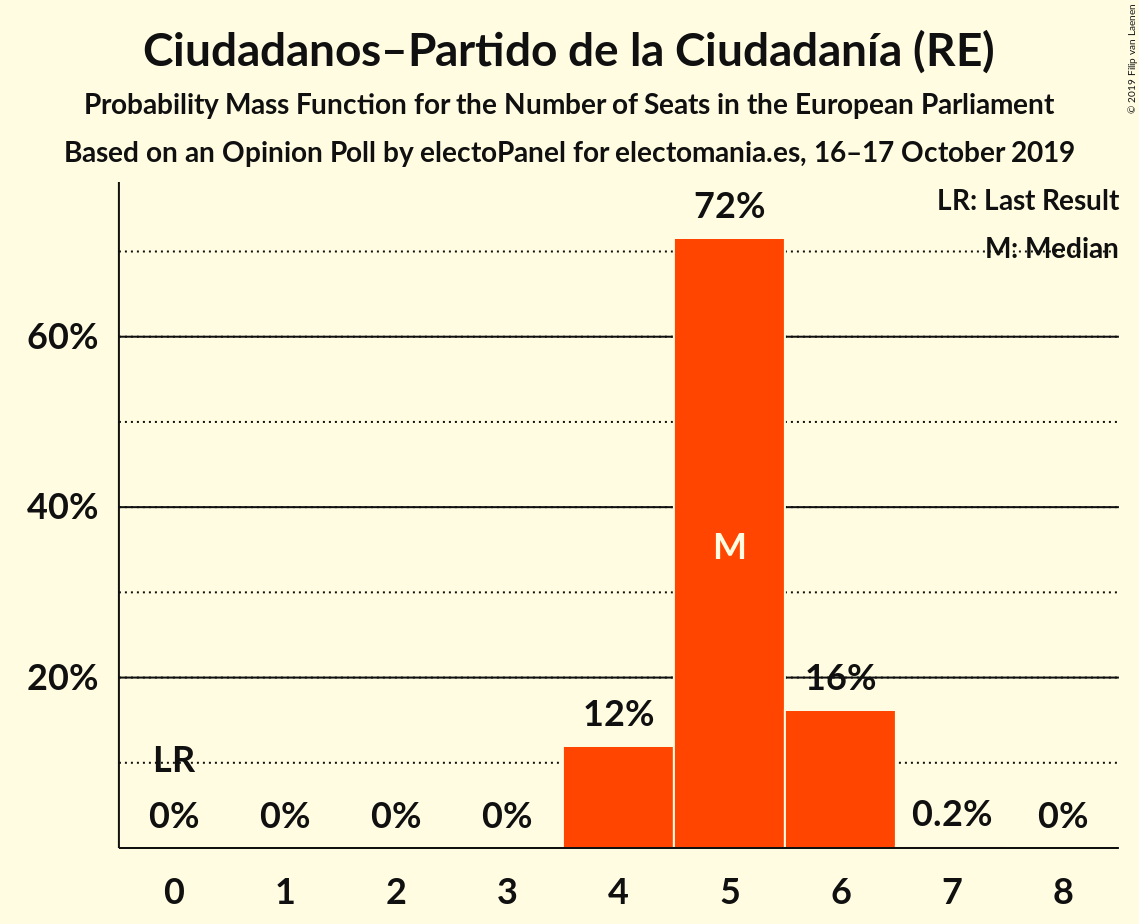 Ciudadanos–Partido de la Ciudadanía (RE)
Probability Mass Function for the Number of Seats in the European Parliament
Based on an Opinion Poll by electoPanel for electomania.es, 16–17 October 2019
© 2019 Filip van Laenen
LR: Last Result
M: Median
72%
60%
40%
M
20%
16%
12%
LR
0% 0% 0% 0% 0.2% 0%
0 1 2 3 4 5 6 7 8